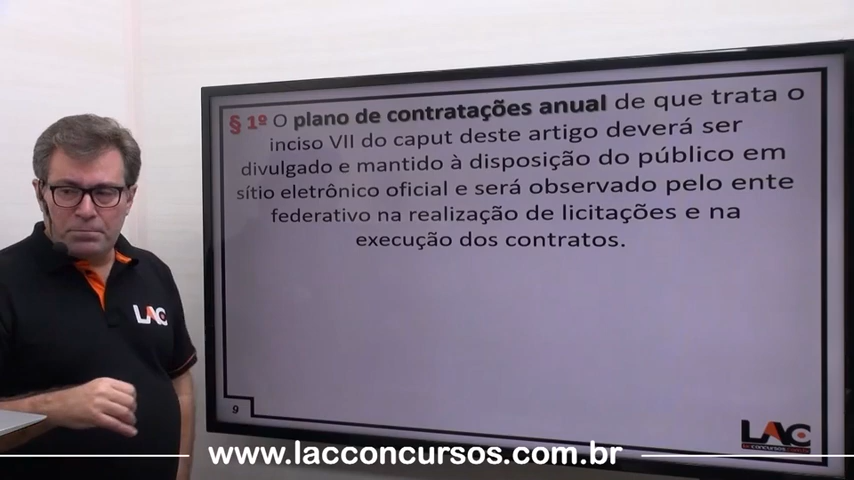 § 1º O plano de contratações anual de que trata o
inciso VII do caput deste artigo deverá ser
divulgado e mantido à disposição do público em
sítio eletrônico oficial e será observado pelo ente
federativo na realização de licitações e na
execução dos contratos.
LAC
9
LAC
www.lacconcursos.com.br